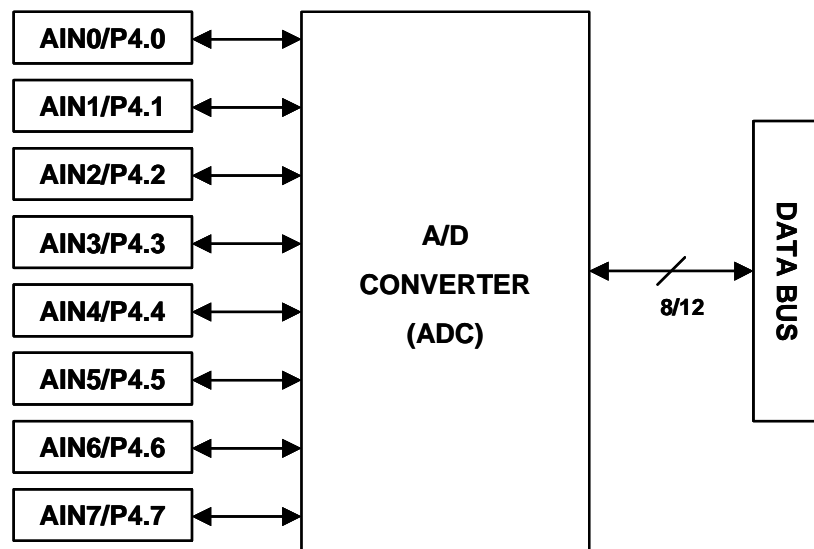 AIN0/P4.0
AIN1/P4.1
AIN2/P4.2
AIN3/P4.3
AIN4/P4.4
AIN5/P4.5
AIN6/P4.6
AIN7/P4.7
A/D
CONVERTER
(ADC)
8/12
DATA BUS